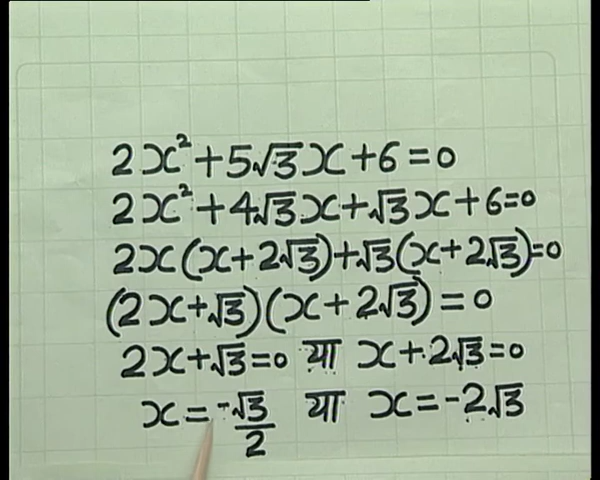 2x² + 5√3x + 6 = 0
2x² + 4√3x + √3x + 6 = 0
2x(x + 2√3) + √3(x + 2√3) = 0
(2x + √3)(x + 2√3) = 0
2x + √3 = 0 या x + 2√3 = 0
x = -√3/2 या x = -2√3